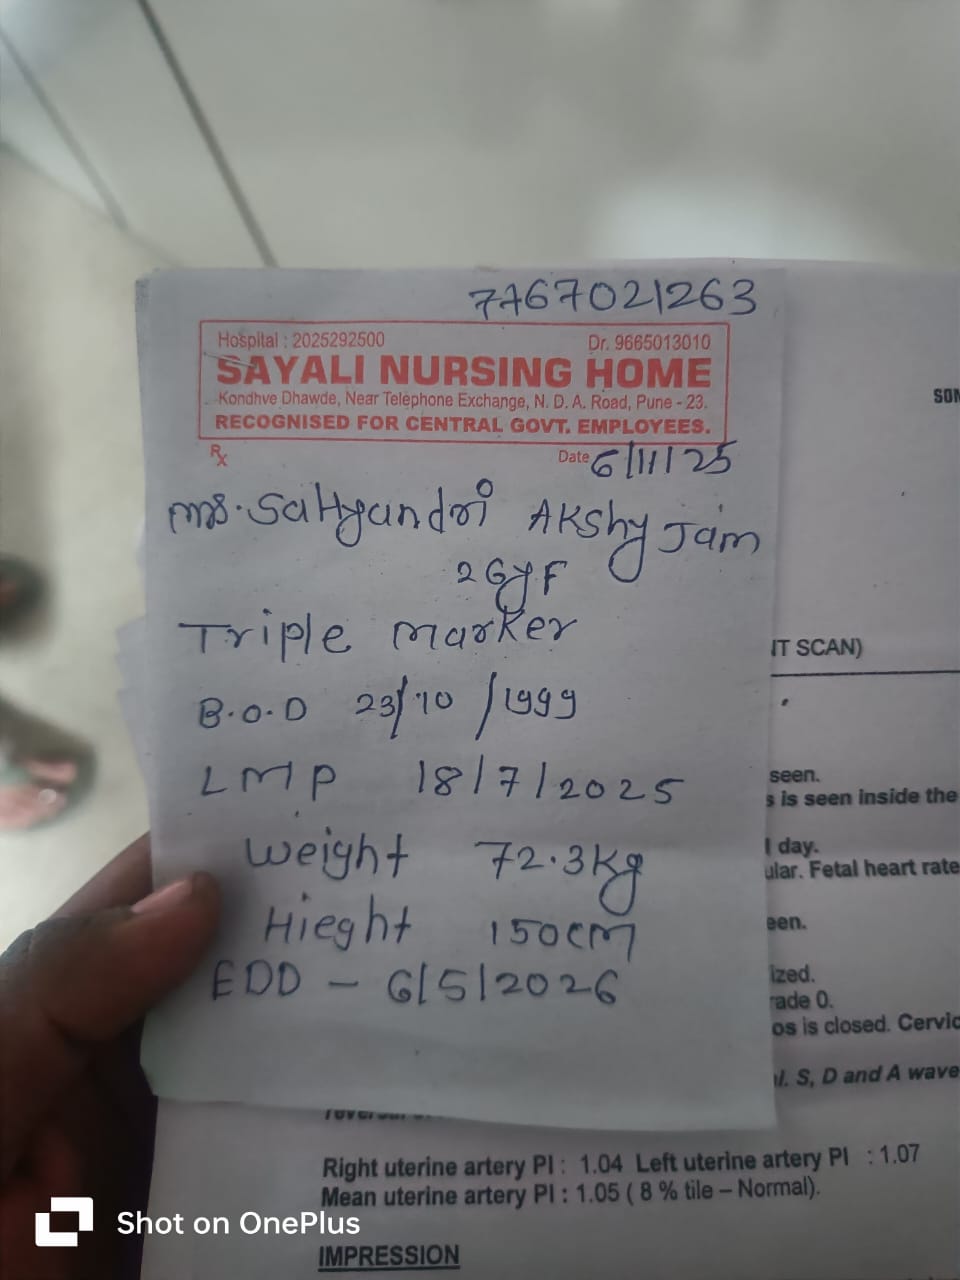 7767021263
Hospital : 2025292500 Dr. 9665013010
SAYALI NURSING HOME
Kondhve Dhawde, Near Telephone Exchange, N. D. A. Road, Pune - 23.
RECOGNISED FOR CENTRAL GOVT. EMPLOYEES.
Rx Date 6/11/25
AKshy Jam
26yF
Triple marker
B.O.D 23/10/1999
LMP 18/7/2025
Weight 72.3kg
Hieght 150cm
EDD - 6/5/2026
SON
NT SCAN)
seen.
s is seen inside the
l day.
ular. Fetal heart rate
een.
ized.
rade 0.
os is closed. Cervic
l. S, D and A wave
Right uterine artery PI : 1.04 Left uterine artery PI : 1.07
Mean uterine artery PI : 1.05 ( 8 % tile – Normal).
IMPRESSION
Shot on OnePlus